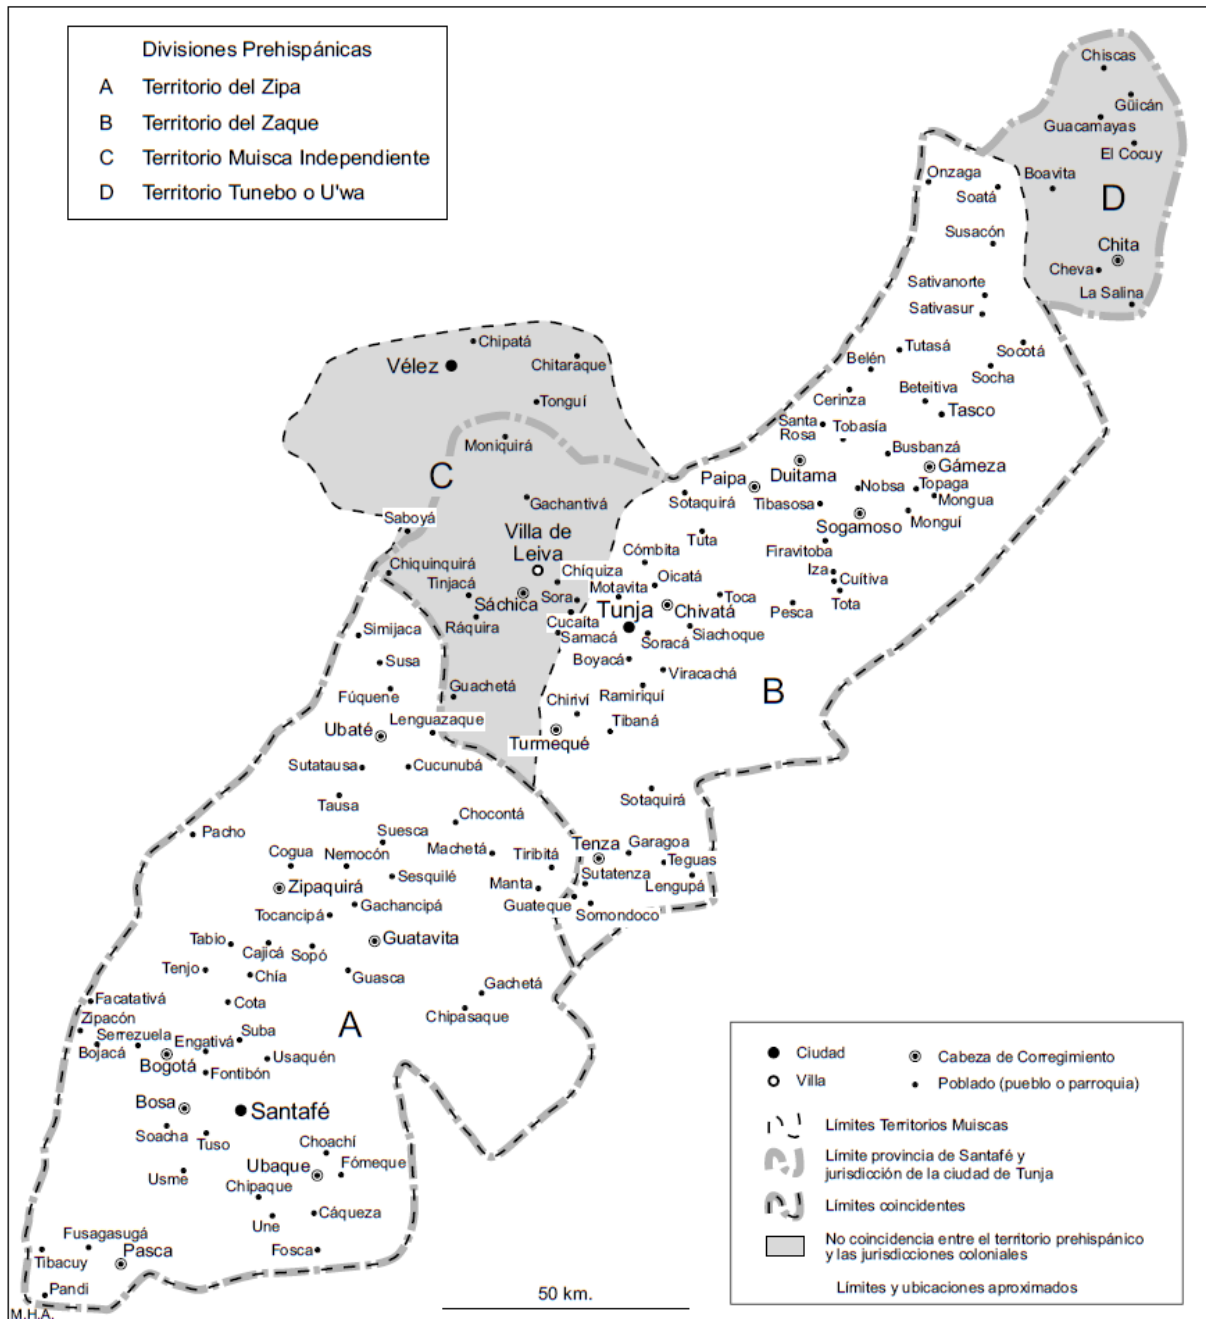 Divisiones Prehispánicas
A Territorio del Zipa
B Territorio del Zaque
C Territorio Muisca Independiente
D Territorio Tunebo o U'wa
Chiscas
Güicán
Guacamayas
El Cocuy
Onzaga
Boavita
Soatá
D
Susacón
Chita
Cheva
Sativanorte
La Salina
Sativasur
Chipatá
Vélez
Chitaraque
Tutasá
Socotá
Belén
Socha
Beteitiva
Cerinza
Tonguí
Tasco
Santa
Rosa
Tobasía
Moniquirá
Busbanzá
C
Gámeza
Duitama
Paipa
Nobsa
Topaga
Sotaquirá
Tibasosa
Mongua
Gachantivá
Saboyá
Sogamoso
Monguí
Villa de
Leiva
Tuta
Cómbita
Firavitoba
Chiquinquirá
Chíquiza
Oicatá
Iza
Tinjacá
Motavita
Cuitiva
Sora
Toca
Tota
Sáchica
Tunja
Chivatá
Pesca
Ráquira
Cucaíta
Simijaca
Samacá
Soracá
Siachoque
Boyacá
Susa
Viracachá
B
Fúquene
Guachetá
Ramiriquí
Chiriví
Lenguazaque
Tibaná
Ubaté
Turmequé
Sutatausa
Cucunubá
Sotaquirá
Tausa
Chocontá
Pacho
Suesca
Tenza
Garagoa
Cogua
Nemocón
Machetá
Tiribitá
Teguas
Sutatenza
Sesquilé
Zipaquirá
Manta
Lengupá
Gachancipá
Guateque
Somondoco
Tocancipá
Tabio
Cajicá
Sopó
Guatavita
Tenjo
Chía
Guasca
Gachetá
Facatativá
Cota
Chipasaque
Zipacón
A
Serrezuela
Suba
Engativá
Bojacá
Bogotá
Usaquén
Fontibón
Bosa
Santafé
Soacha
Tuso
Choachí
Ubaque
Fómeque
Usme
Chipaque
Une
Cáqueza
Fusagasugá
Fosca
Tibacuy
Pasca
Pandi
M.H.A.
50 km.
Ciudad
Cabeza de Corregimiento
Villa
Poblado (pueblo o parroquia)
Límites Territorios Muiscas
Límite provincia de Santafé y
jurisdicción de la ciudad de Tunja
Límites coincidentes
No coincidencia entre el territorio prehispánico
y las jurisdicciones coloniales
Límites y ubicaciones aproximados